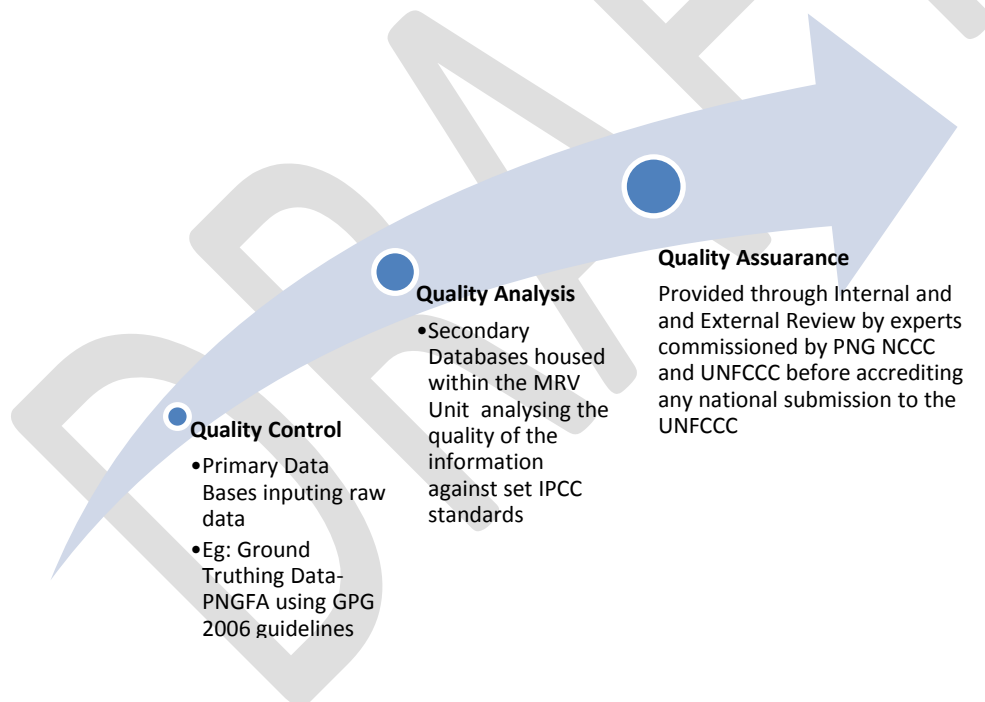 DRAFT
Quality Control
•Primary Data
Bases inputing raw
data
•Eg: Ground
Truthing Data-
PNGFA using GPG
2006 guidelines
Quality Analysis
•Secondary
Databases housed
within the MRV
Unit analysing the
quality of the
information
against set IPCC
standards
Quality Assuarance
Provided through Internal and
and External Review by experts
commissioned by PNG NCCC
and UNFCCC before accrediting
any national submission to the
UNFCCC